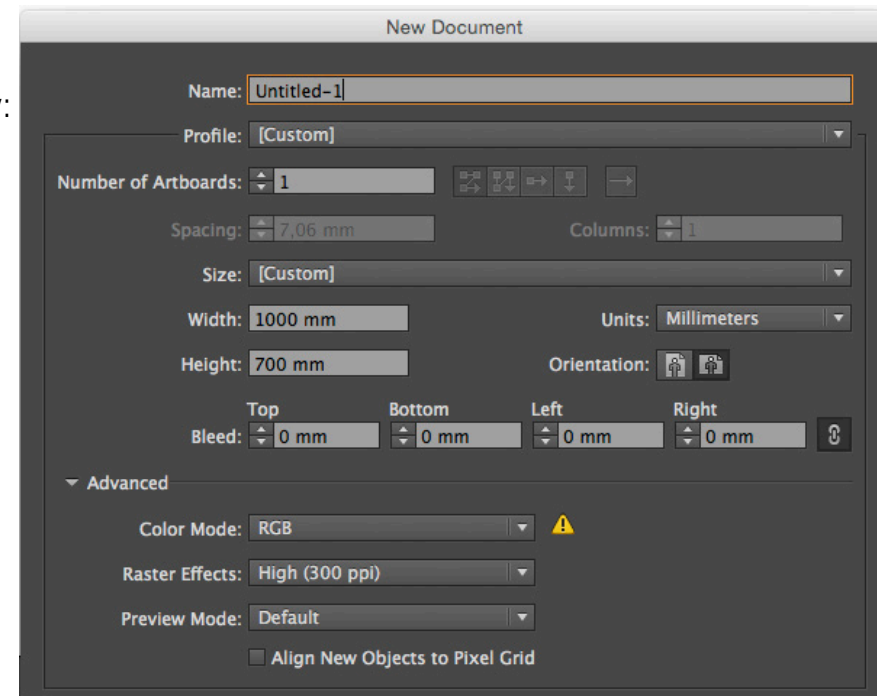 New Document
Name: Untitled-1
Profile: [Custom]
Number of Artboards: 1
Spacing: 7,06 mm Columns: 1
Size: [Custom]
Width: 1000 mm Units: Millimeters
Height: 700 mm Orientation:
Top Bottom Left Right
Bleed: 0 mm 0 mm 0 mm 0 mm
Advanced
Color Mode: RGB
Raster Effects: High (300 ppi)
Preview Mode: Default
Align New Objects to Pixel Grid